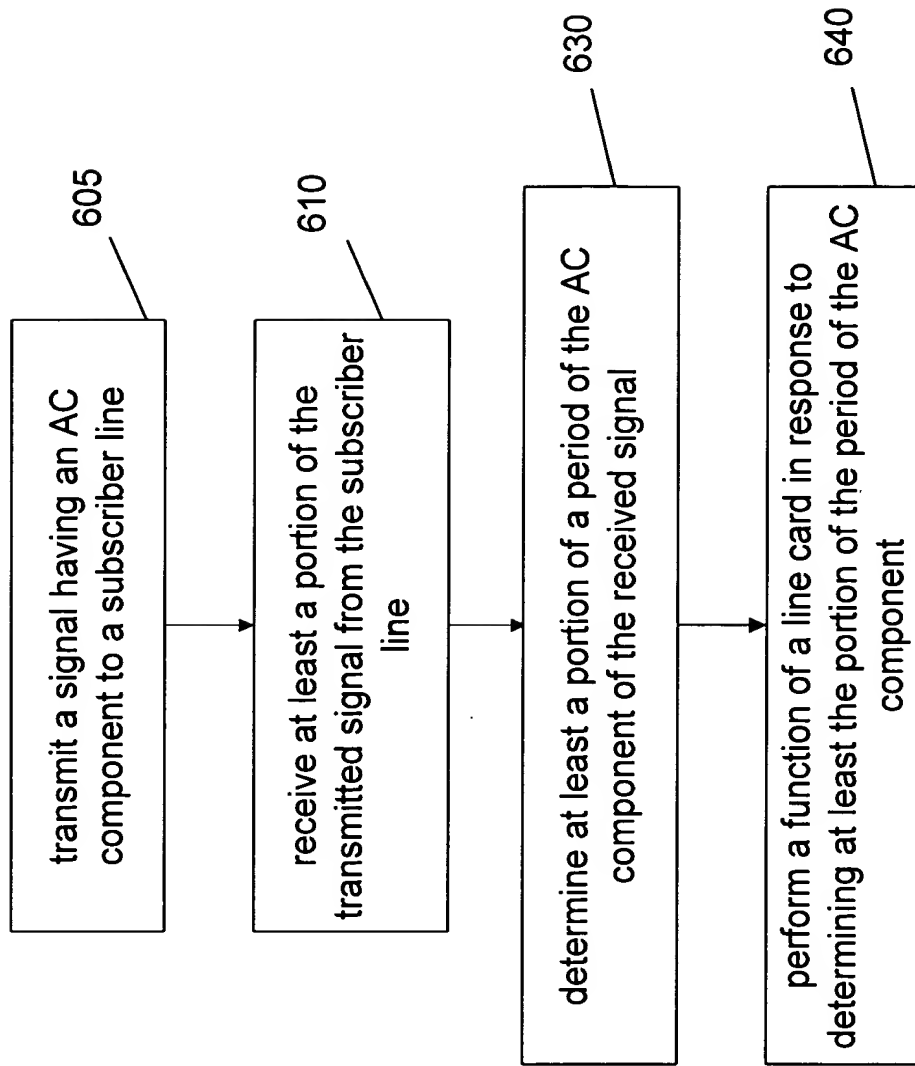 transmit a signal having an AC
component to a subscriber line
605
receive at least a portion of the
transmitted signal from the subscriber
line
610
determine at least a portion of a period of the AC
component of the received signal
630
perform a function of a line card in response to
determining at least the portion of the period of the AC
component
640